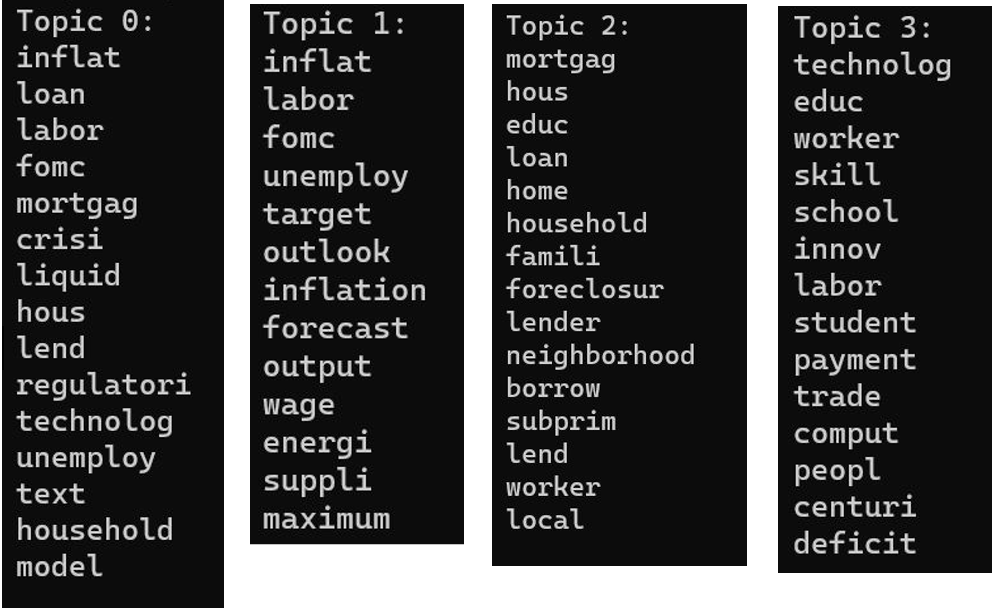 Topic 0:
inflat
loan
labor
fomc
mortgag
crisi
liquid
hous
lend
regulatori
technolog
unemploy
text
household
model
Topic 1:
inflat
labor
fomc
unemploy
target
outlook
inflation
forecast
output
wage
energi
suppli
maximum
Topic 2:
mortgag
hous
educ
loan
home
household
famili
foreclosur
lender
neighborhood
borrow
subprim
lend
worker
local
Topic 3:
technolog
educ
worker
skill
school
innov
labor
student
payment
trade
comput
peopl
centuri
deficit